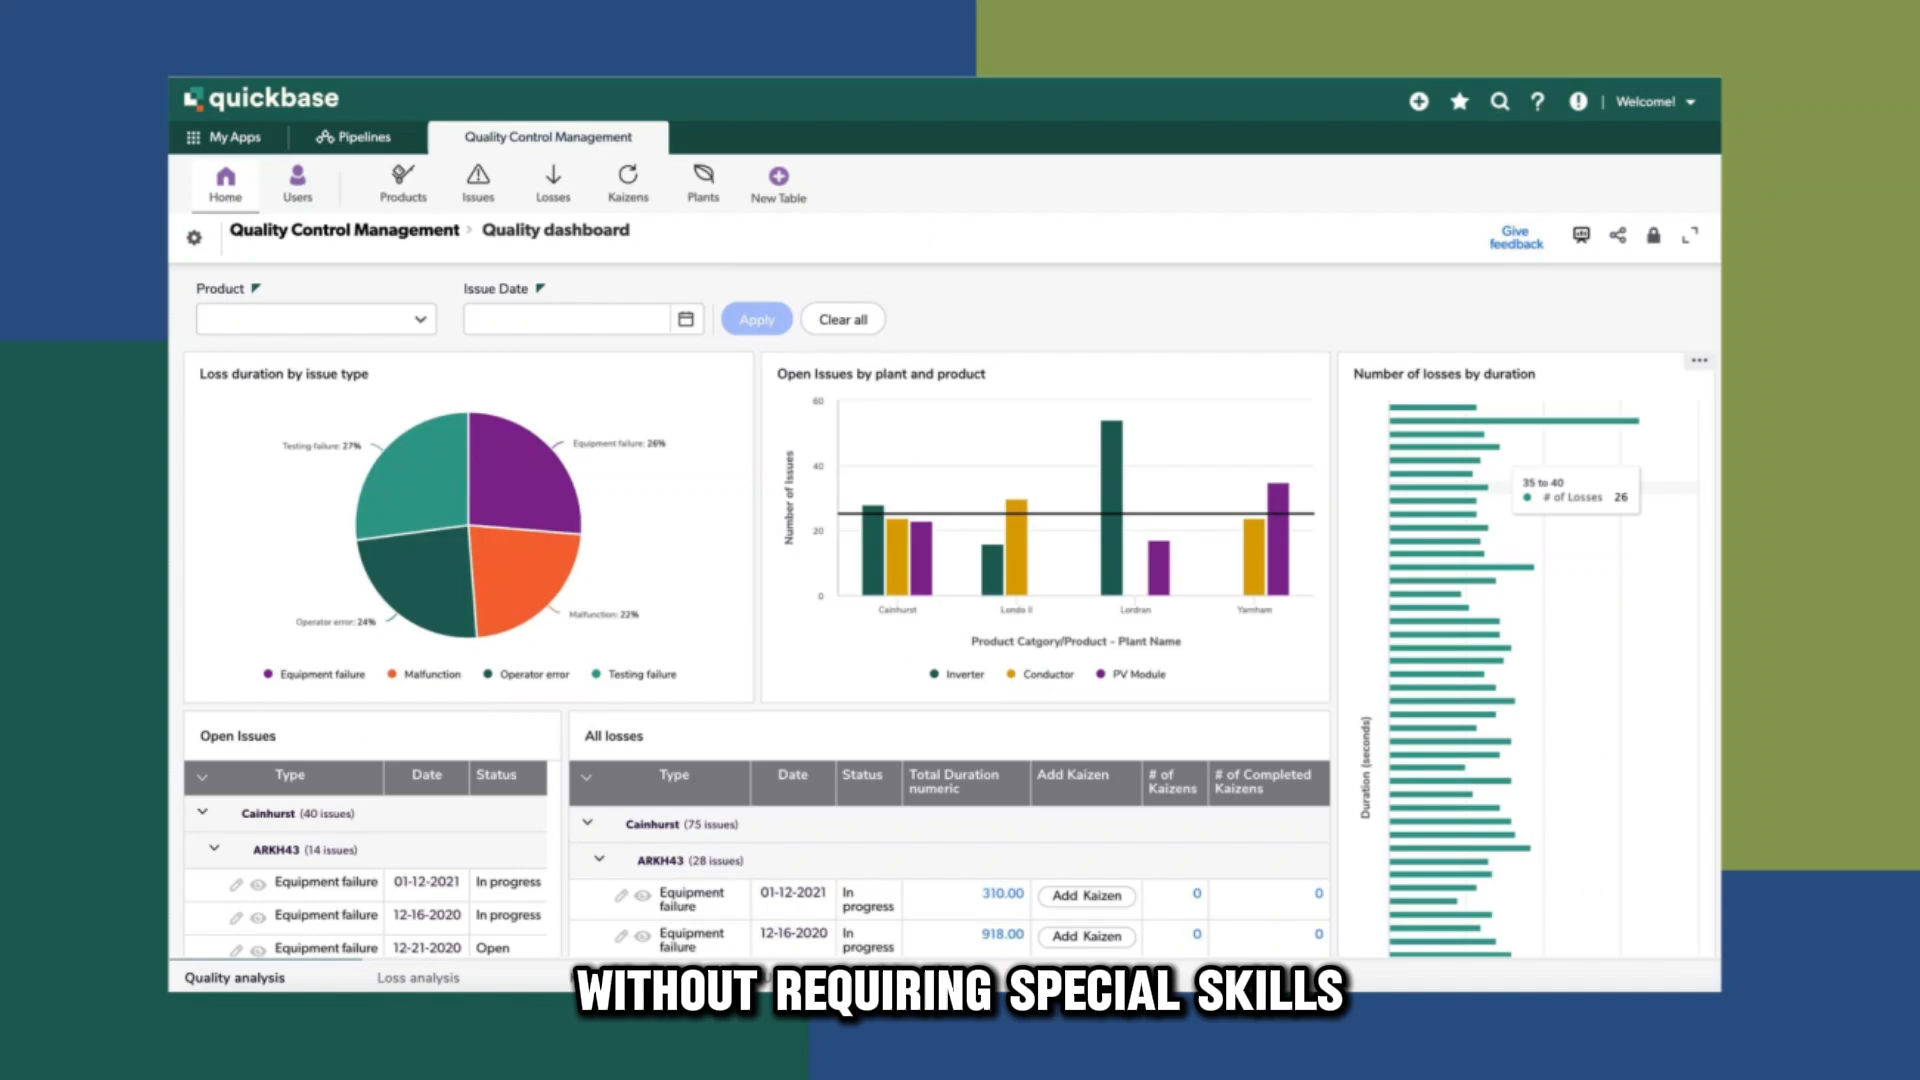 quickbase
Welcome!
My Apps
Pipelines
Quality Control Management
Home
Users
Products
Issues
Losses
Kaizens
Plants
New Table
Quality Control Management > Quality dashboard
Give
feedback
Product
Issue Date
Apply
Clear all
Loss duration by issue type
Testing failure: 27%
Equipment failure: 26%
Operator error: 24%
Malfunction: 22%
Equipment failure
Malfunction
Operator error
Testing failure
Open Issues by plant and product
Number of Issues
60
40
20
0
Cainhurst
Londo II
Lordran
Yarnham
Product Catgory/Product - Plant Name
Inverter
Conductor
PV Module
Number of losses by duration
35 to 40
# of Losses 26
Duration (seconds)
Open Issues
Type Date Status
Cainhurst (40 issues)
ARKH43 (14 issues)
Equipment failure 01-12-2021 In progress
Equipment failure 12-16-2020 In progress
Equipment failure 12-21-2020 Open
All losses
Type Date Status Total Duration numeric Add Kaizen # of Kaizens # of Completed Kaizens
Cainhurst (75 issues)
ARKH43 (28 issues)
Equipment failure 01-12-2021 In progress 310.00 Add Kaizen 0 0
Equipment failure 12-16-2020 In progress 918.00 Add Kaizen 0 0
Quality analysis
Loss analysis
WITHOUT REQUIRING SPECIAL SKILLS